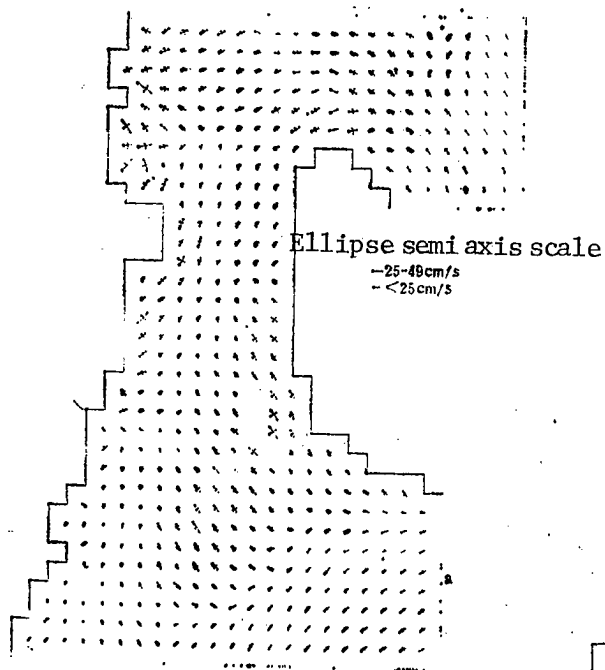 Ellipse semi axis scale
–25-49cm/s
- <25cm/s
a